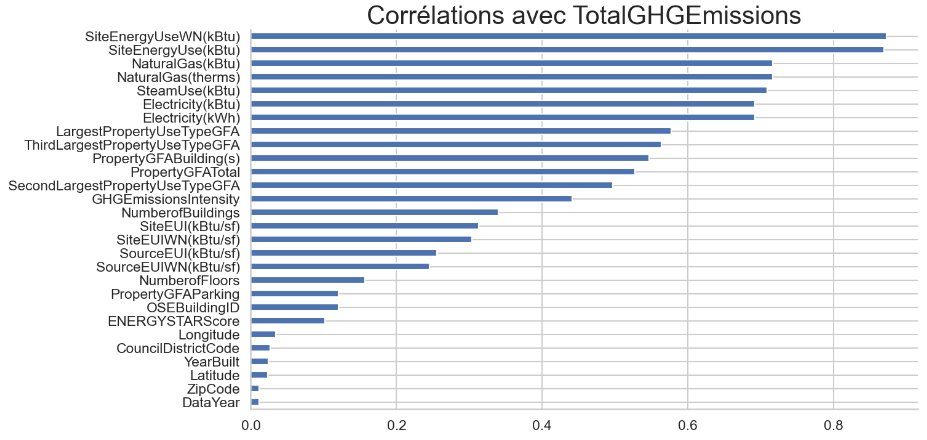 Corrélations avec TotalGHGEmissions
SiteEnergyUseWN(kBtu)
SiteEnergyUse(kBtu)
NaturalGas(kBtu)
NaturalGas(therms)
SteamUse(kBtu)
Electricity(kBtu)
Electricity(kWh)
LargestPropertyUseTypeGFA
ThirdLargestPropertyUseTypeGFA
PropertyGFABuilding(s)
PropertyGFATotal
SecondLargestPropertyUseTypeGFA
GHGEmissionsIntensity
NumberofBuildings
SiteEUI(kBtu/sf)
SiteEUIWN(kBtu/sf)
SourceEUI(kBtu/sf)
SourceEUIWN(kBtu/sf)
NumberofFloors
PropertyGFAParking
OSEBuildingID
ENERGYSTARScore
Longitude
CouncilDistrictCode
YearBuilt
Latitude
ZipCode
DataYear
0.0 0.2 0.4 0.6 0.8